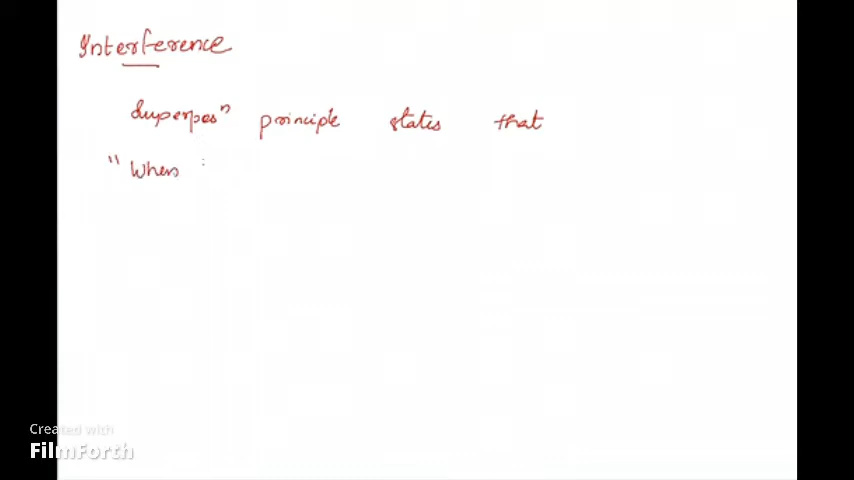 Interference
Superposⁿ principle states that
"When
Created with
FilmForth